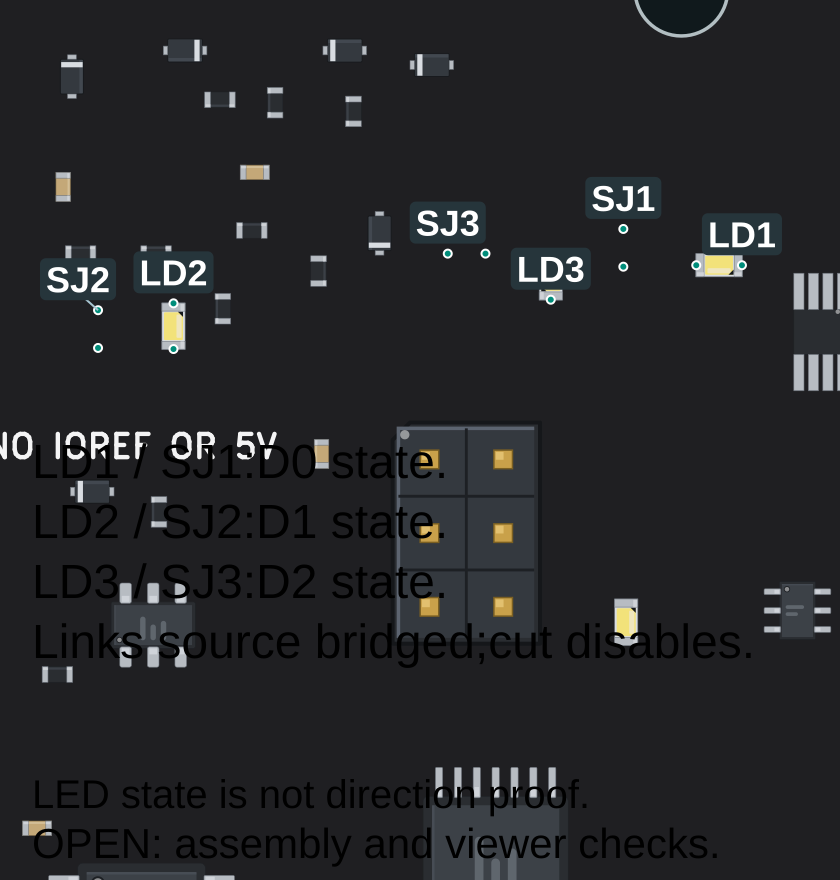 SJ1
SJ3
LD1
LD3
LD2
SJ2
NO IOREF OR 5V
LD1 / SJ1:D0 state.
LD2 / SJ2:D1 state.
LD3 / SJ3:D2 state.
Links source bridged;cut disables.
LED state is not direction proof.
OPEN: assembly and viewer checks.